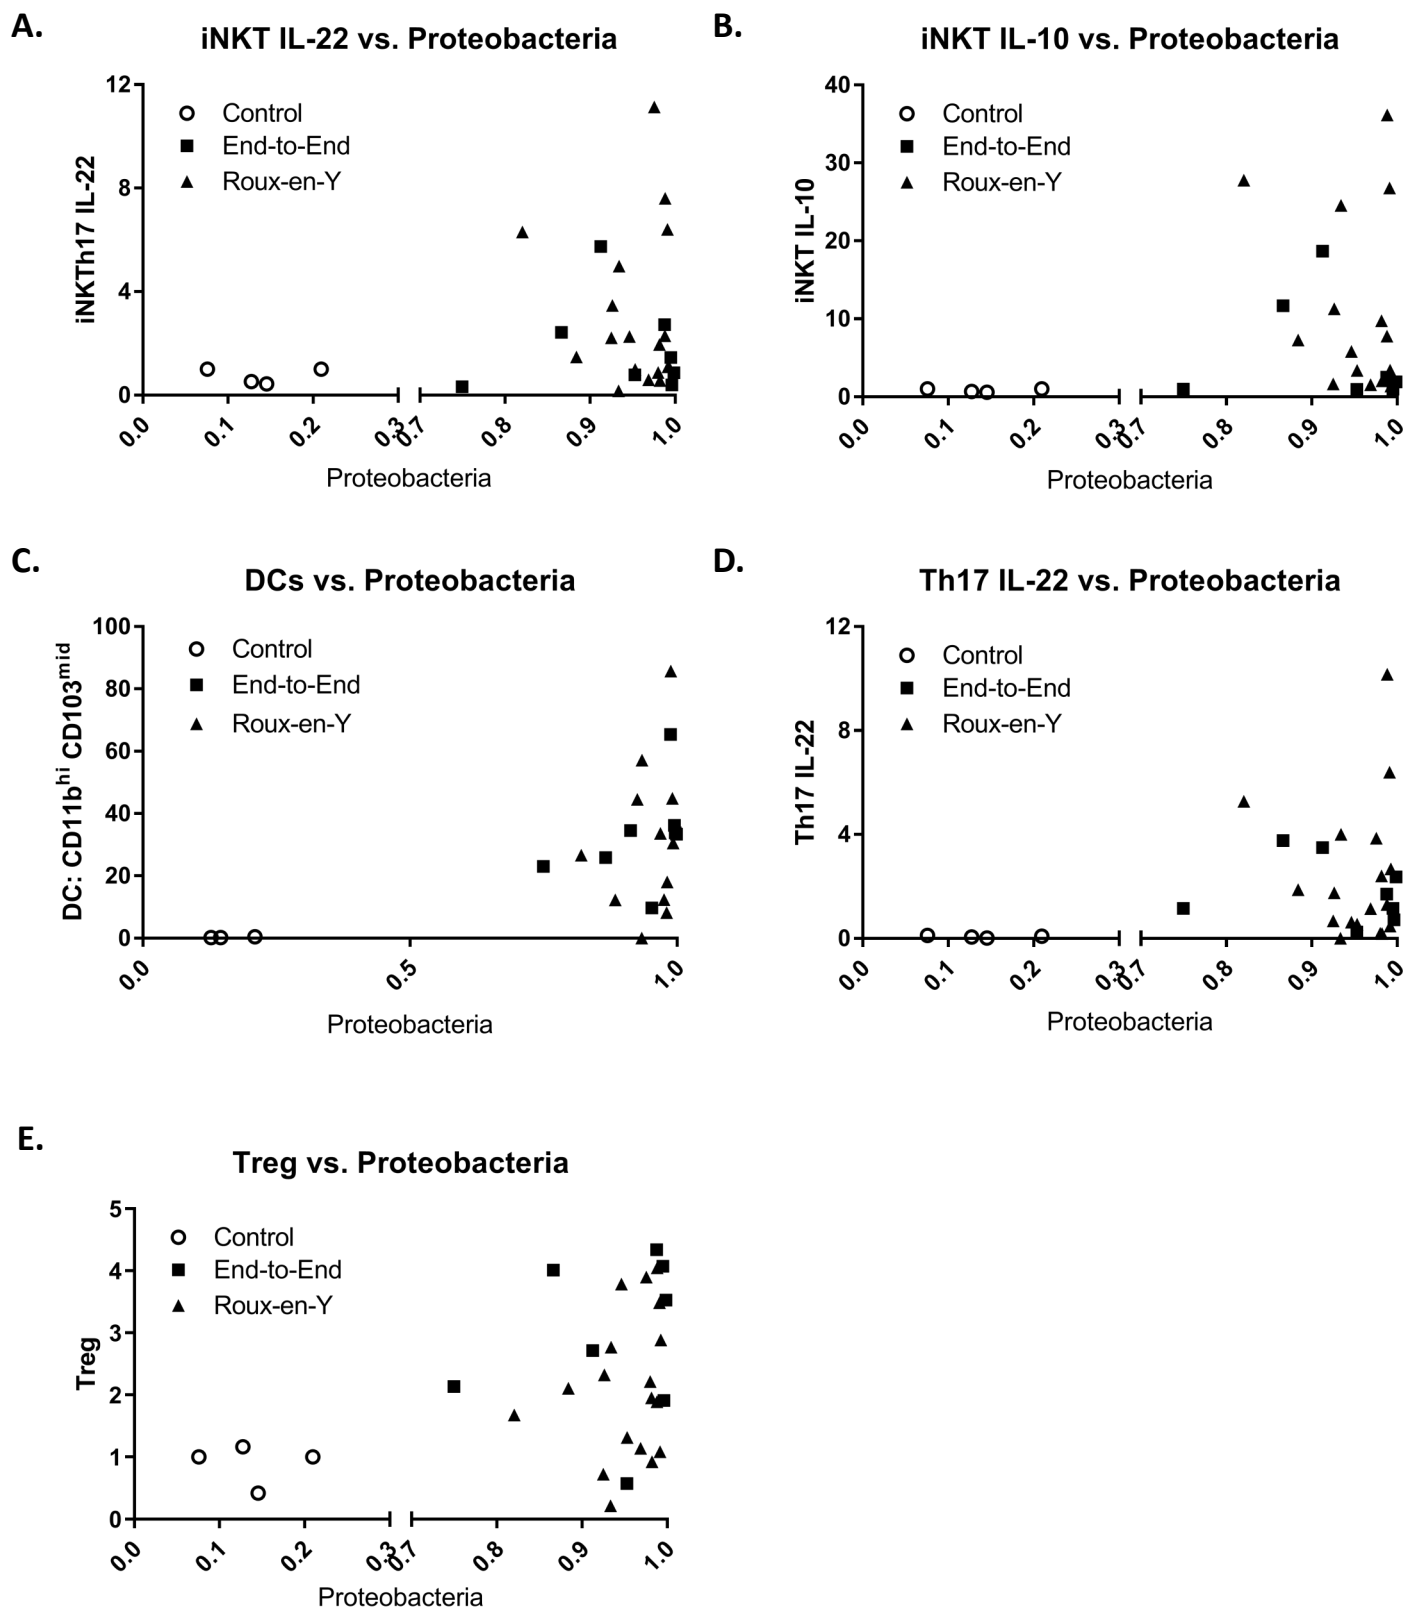 A.
iNKT IL-22 vs. Proteobacteria
12
8
4
0
iNKTh17 IL-22
Control
End-to-End
Roux-en-Y
0.0
0.1
0.2
0.3
0.7
0.8
0.9
1.0
Proteobacteria
B.
iNKT IL-10 vs. Proteobacteria
40
30
20
10
0
iNKT IL-10
Control
End-to-End
Roux-en-Y
0.0
0.1
0.2
0.3
0.7
0.8
0.9
1.0
Proteobacteria
C.
DCs vs. Proteobacteria
100
80
60
40
20
0
DC: CD11bhi CD103mid
Control
End-to-End
Roux-en-Y
0.0
0.5
1.0
Proteobacteria
D.
Th17 IL-22 vs. Proteobacteria
12
8
4
0
Th17 IL-22
Control
End-to-End
Roux-en-Y
0.0
0.1
0.2
0.3
0.7
0.8
0.9
1.0
Proteobacteria
E.
Treg vs. Proteobacteria
5
4
3
2
1
0
Treg
Control
End-to-End
Roux-en-Y
0.0
0.1
0.2
0.3
0.7
0.8
0.9
1.0
Proteobacteria